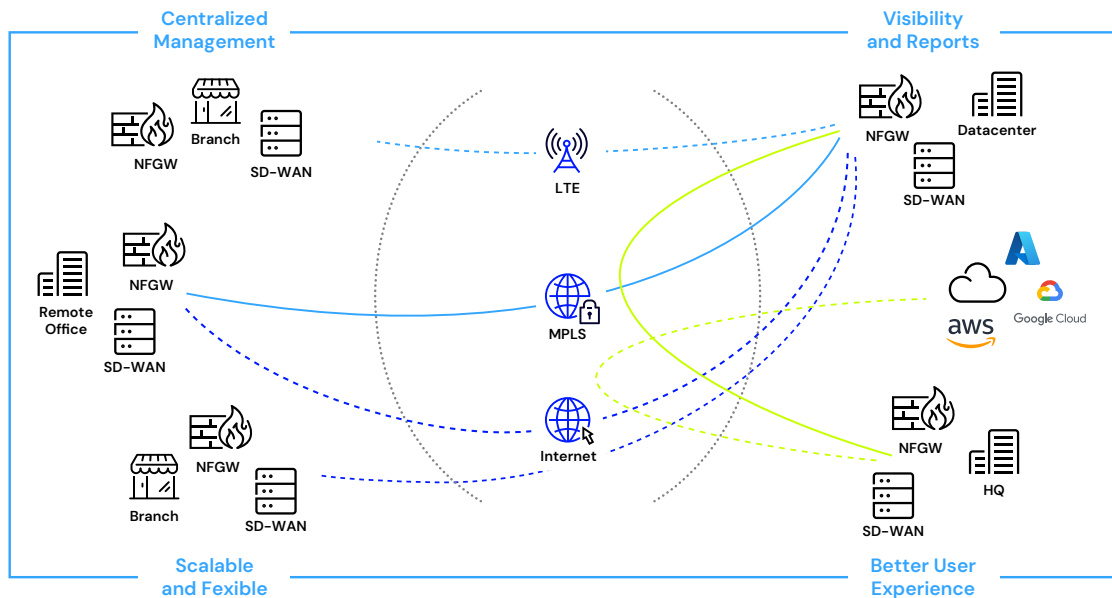 Centralized
Management
Visibility
and Reports
Branch
NFGW
SD-WAN
LTE
NFGW
Datacenter
SD-WAN
NFGW
Remote
Office
SD-WAN
MPLS
aws
Google Cloud
NFGW
Branch
SD-WAN
Internet
NFGW
HQ
SD-WAN
Scalable
and Fexible
Better User
Experience